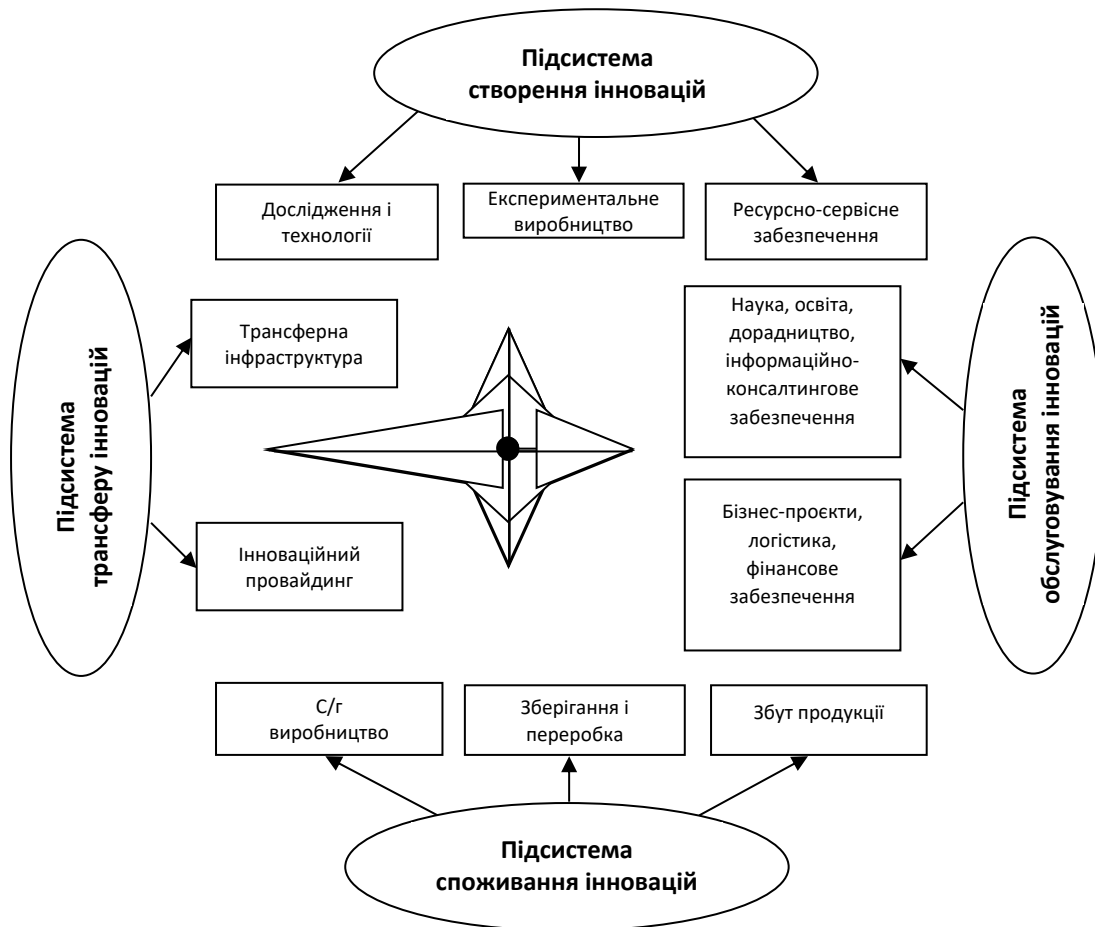 Підсистема
створення інновацій
Дослідження і
технології
Експериментальне
виробництво
Ресурсно-сервісне
забезпечення
Підсистема
трансферу інновацій
Трансферна
інфраструктура
Інноваційний
провайдинг
Наука, освіта,
дорадництво,
інформаційно-
консалтингове
забезпечення
Бізнес-проєкти,
логістика,
фінансове
забезпечення
Підсистема
обслуговування інновацій
С/г
виробництво
Зберігання і
переробка
Збут продукції
Підсистема
споживання інновацій